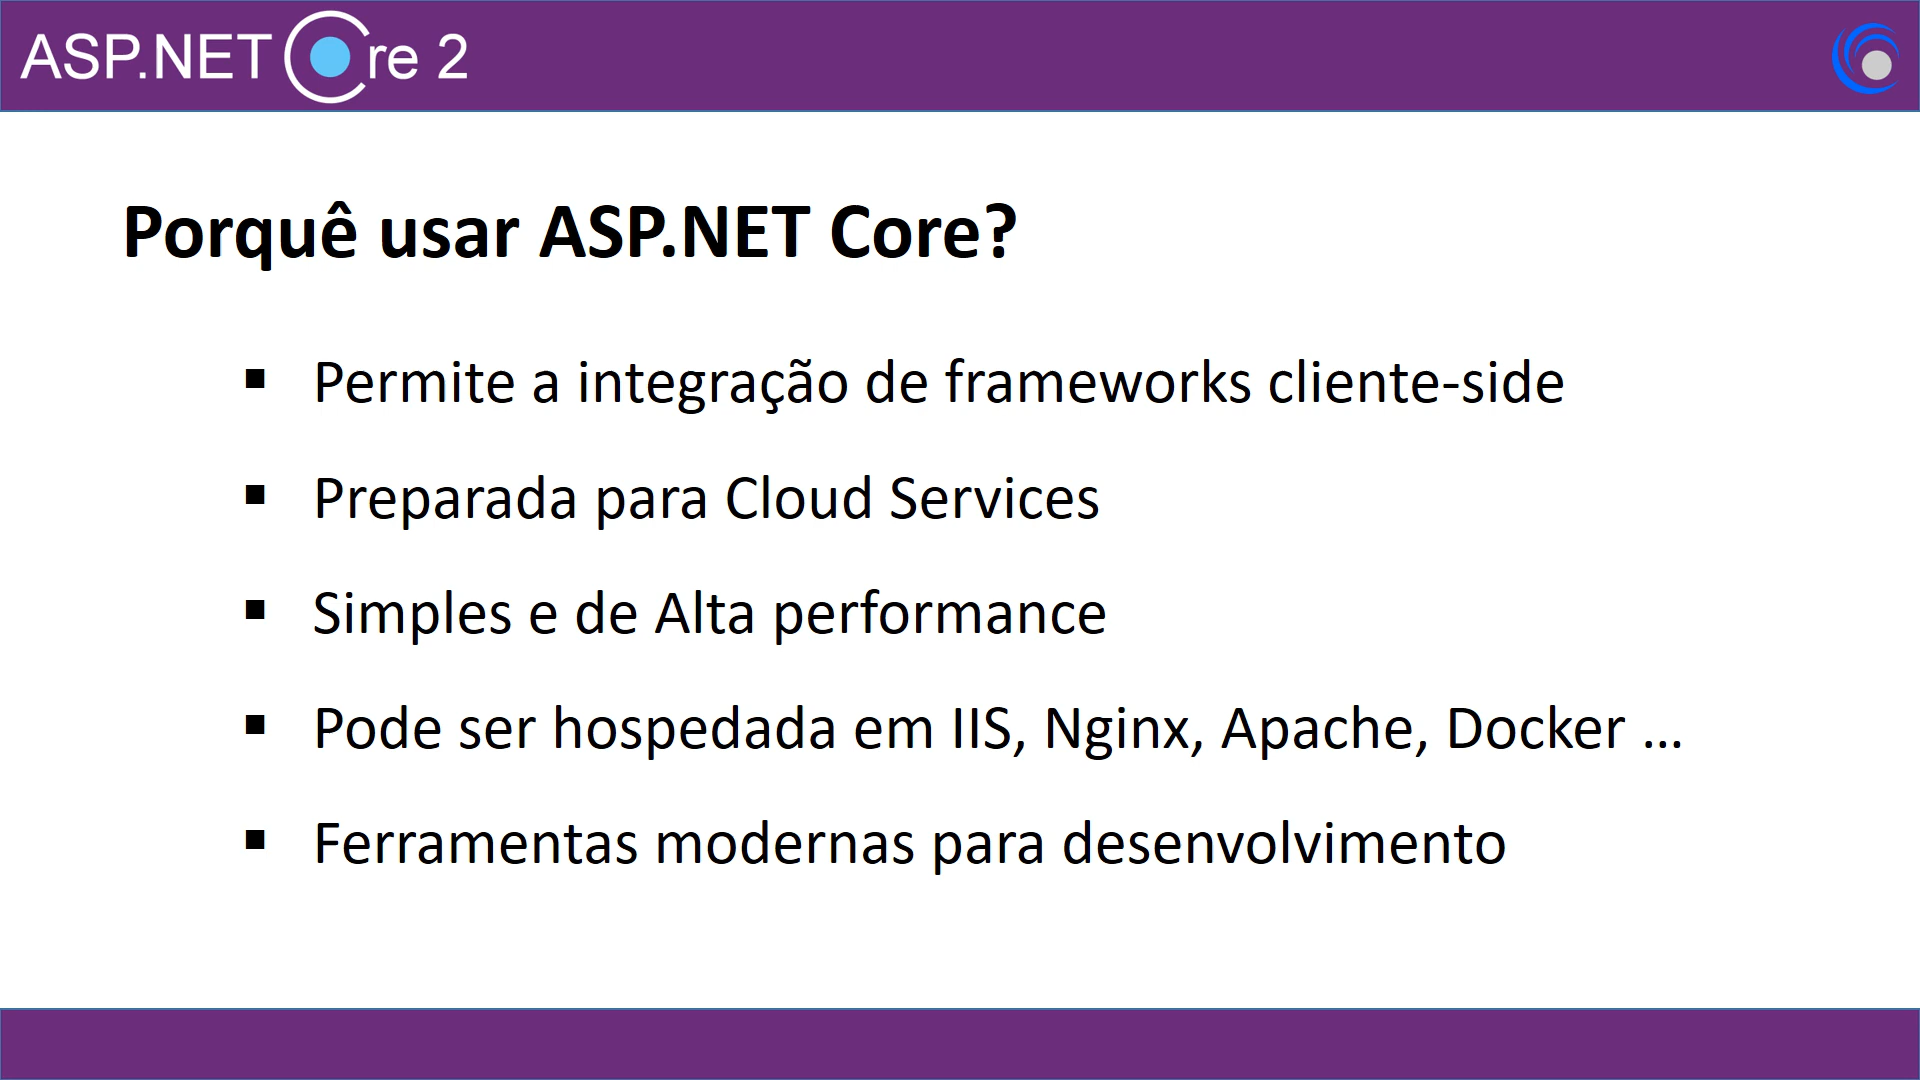 ASP.NET Core 2
Porquê usar ASP.NET Core?
▪ Permite a integração de frameworks cliente-side
▪ Preparada para Cloud Services
▪ Simples e de Alta performance
▪ Pode ser hospedada em IIS, Nginx, Apache, Docker ...
▪ Ferramentas modernas para desenvolvimento